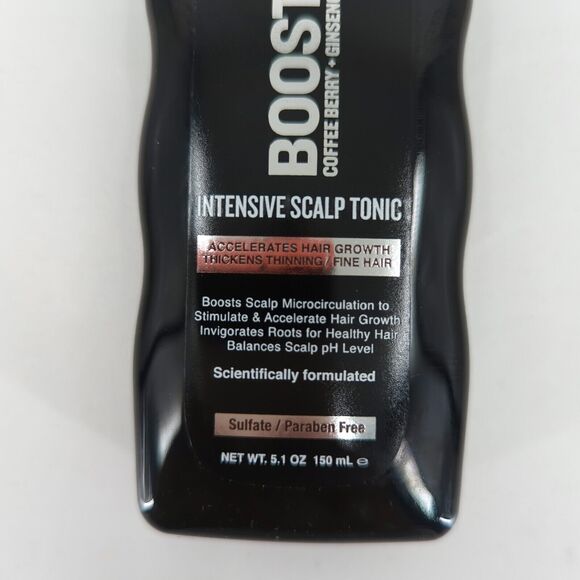 BOOST
COFFEE BERRY + GINSENG
INTENSIVE SCALP TONIC
ACCELERATES HAIR GROWTH
THICKENS THINNING / FINE HAIR
Boosts Scalp Microcirculation to
Stimulate & Accelerate Hair Growth
Invigorates Roots for Healthy Hair
Balances Scalp pH Level
Scientifically formulated
Sulfate / Paraben Free
NET WT. 5.1 OZ 150 mL ℮